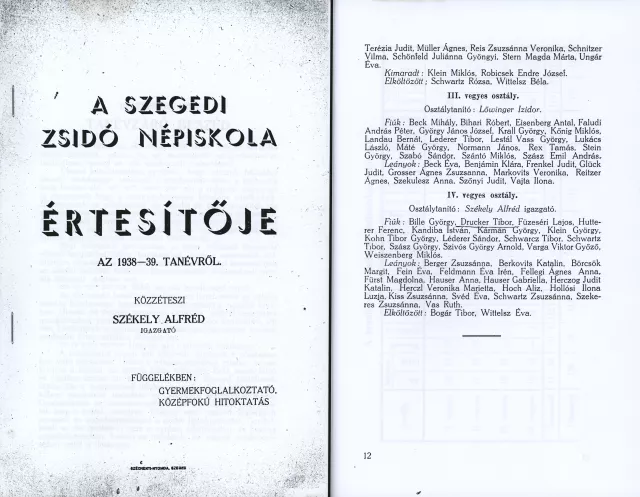 A SZEGEDI
ZSIDÓ NÉPISKOLA
ÉRTESÍTŐJE
AZ 1938—39. TANÉVRŐL.
KÖZZÉTESZI
SZÉKELY ALFRÉD
IGAZGATÓ
FÜGGELÉKBEN:
GYERMEKFOGLALKOZTATÓ,
KÖZÉPFOKÚ HITOKTATÁS
SZÉCHENYI-NYOMDA, SZEGED
Terézia Judit, Müller Ágnes, Reis Zsuzsánna Veronika, Schnitzer
Vilma, Schönfeld Juliánna Gyöngyi, Stern Magda Márta, Ungár
Éva.
Kimaradt: Klein Miklós, Robicsek Endre József.
Elköltözött; Schwartz Rózsa, Wittelsz Béla.
III. vegyes osztály.
Osztálytanító: Löwinger Izidor.
Fiúk: Beck Mihály, Bihari Róbert, Eisenberg Antal, Faludi
András Péter, György János József, Krall György, König Miklós,
Landau Bernát, Lederer Tibor, Lestál Vass György, Lukács
László, Máté György, Normann János, Rex Tamás, Stein
György, Szabó Sándor, Szántó Miklós, Szász Emil András.
Leányok: Beck Éva, Benjámin Klára, Frenkel Judit, Glück
Judit, Grosser Ágnes Zsuzsanna, Markovits Veronika, Reitzer
Ágnes, Szekulesz Anna, Szőnyi Judit, Vajta Ilona.
IV. vegyes osztály.
Osztálytanító: Székely Alfréd igazgató.
Fiúk: Bille György, Drucker Tibor, Füzeséri Lajos, Hutte-
rer Ferenc, Kandiba István, Kármán György, Klein György,
Kohn Tibor György, Léderer Sándor, Schwarcz Tibor, Schwartz
Tibor, Szász György, Szivós György Arnold, Varga Viktor Győző,
Weiszenberg Miklós.
Leányok: Berger Zsuzsánna, Berkovits Katalin, Börcsök
Margit, Fein Éva, Feldmann Éva Irén, Fellegi Ágnes Anna,
Fürst Magdolna, Hauser Anna, Hauser Gabriella, Herczog Judit
Katalin, Herczl Veronika Marietta, Hoch Aliz, Hollósi Ilona
Luzja, Kiss Zsuzsánna, Svéd Éva, Schwartz Zsuzsánna, Szeke-
res Zsuzsánna, Vas Ruth.
Elköltözött: Bogár Tibor, Wittelsz Éva.
12